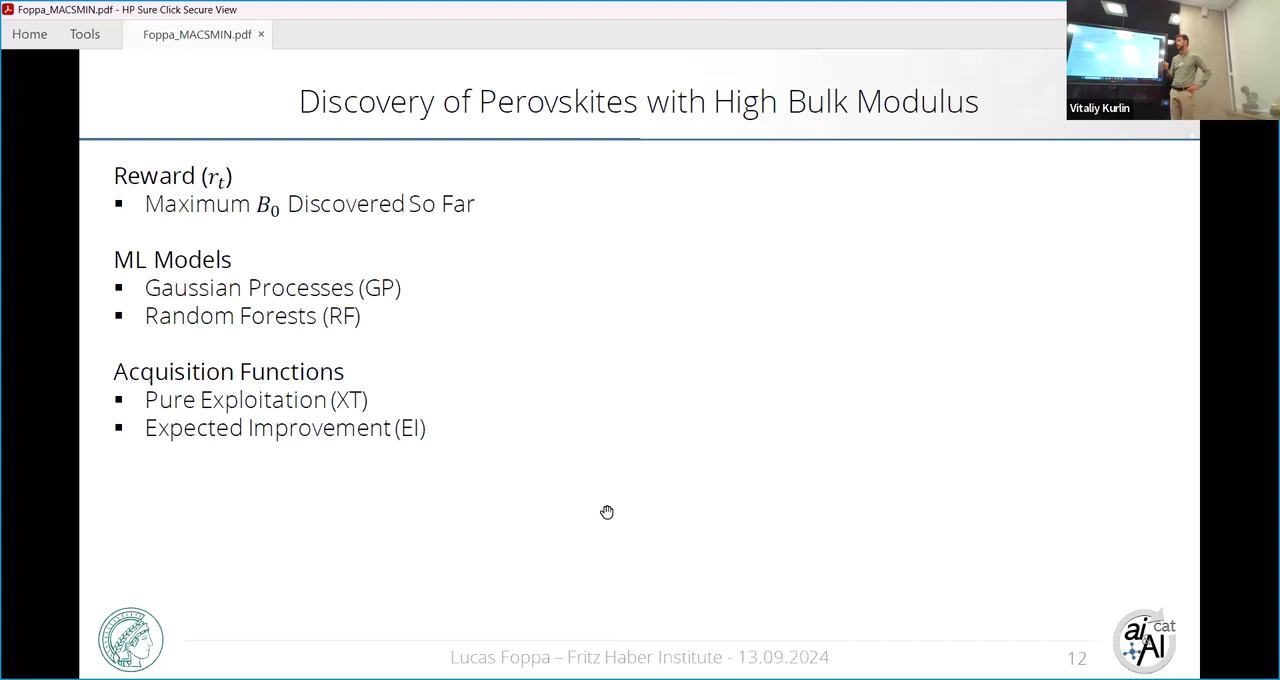 Foppa_MACSMIN.pdf - HP Sure Click Secure View
Home Tools Foppa_MACSMIN.pdf ×
Vitaliy Kurlin
Discovery of Perovskites with High Bulk Modulus
Reward (rₜ)
▪ Maximum B₀ Discovered So Far
ML Models
▪ Gaussian Processes (GP)
▪ Random Forests (RF)
Acquisition Functions
▪ Pure Exploitation (XT)
▪ Expected Improvement (EI)
Lucas Foppa – Fritz Haber Institute - 13.09.2024
12
ai cat
AI